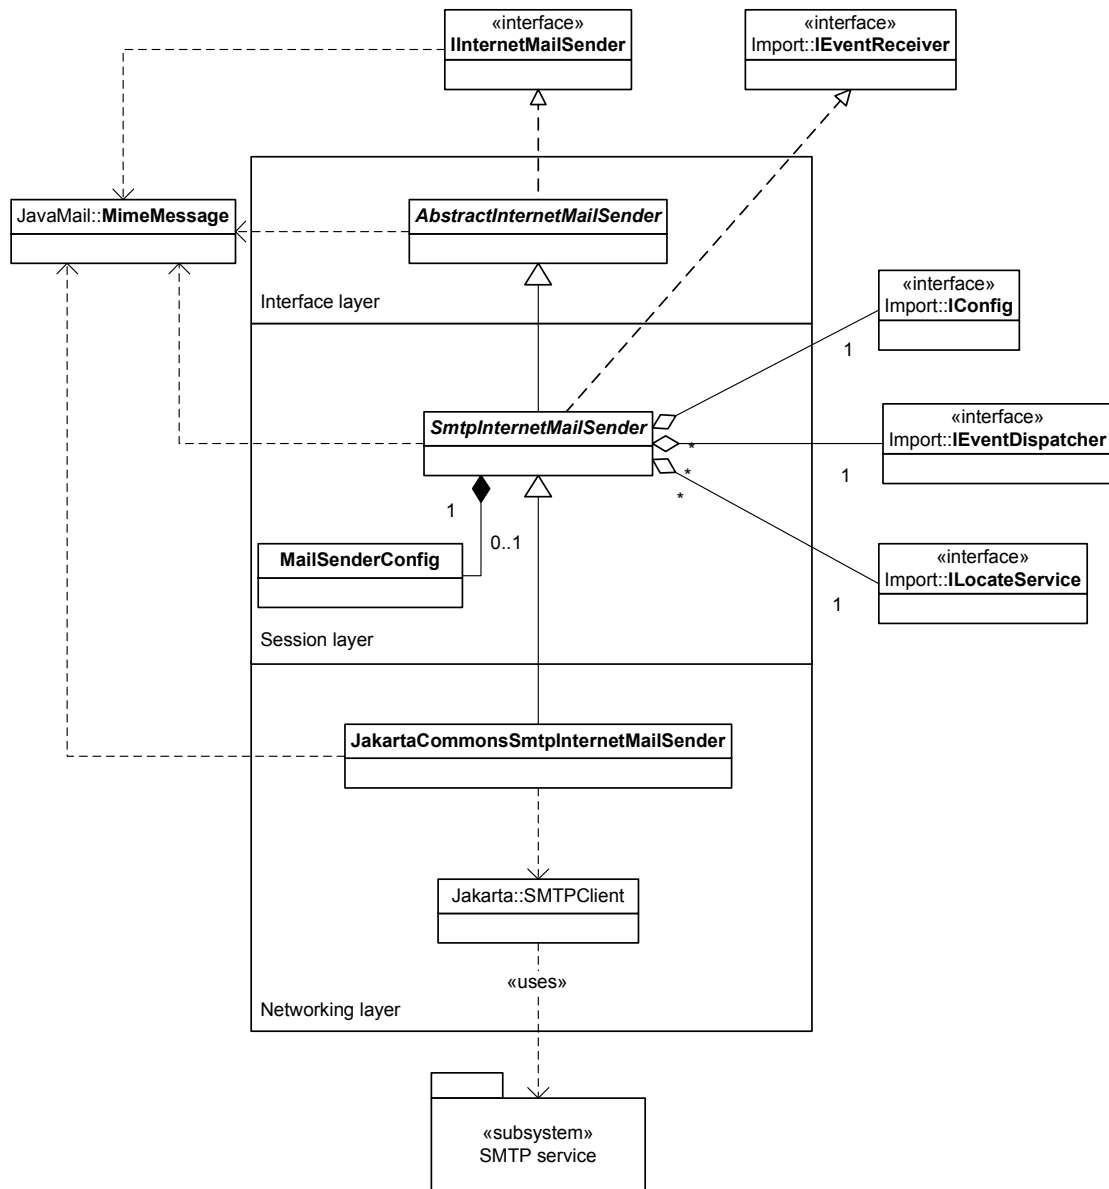 «interface»
IInternetMailSender
«interface»
Import::IEventReceiver
JavaMail::MimeMessage
AbstractInternetMailSender
Interface layer
«interface»
Import::IConfig
1
SmtpInternetMailSender
«interface»
Import::IEventDispatcher
*
*
1
*
1
0..1
MailSenderConfig
«interface»
Import::ILocateService
1
Session layer
JakartaCommonsSmtpInternetMailSender
Jakarta::SMTPClient
«uses»
Networking layer
«subsystem»
SMTP service